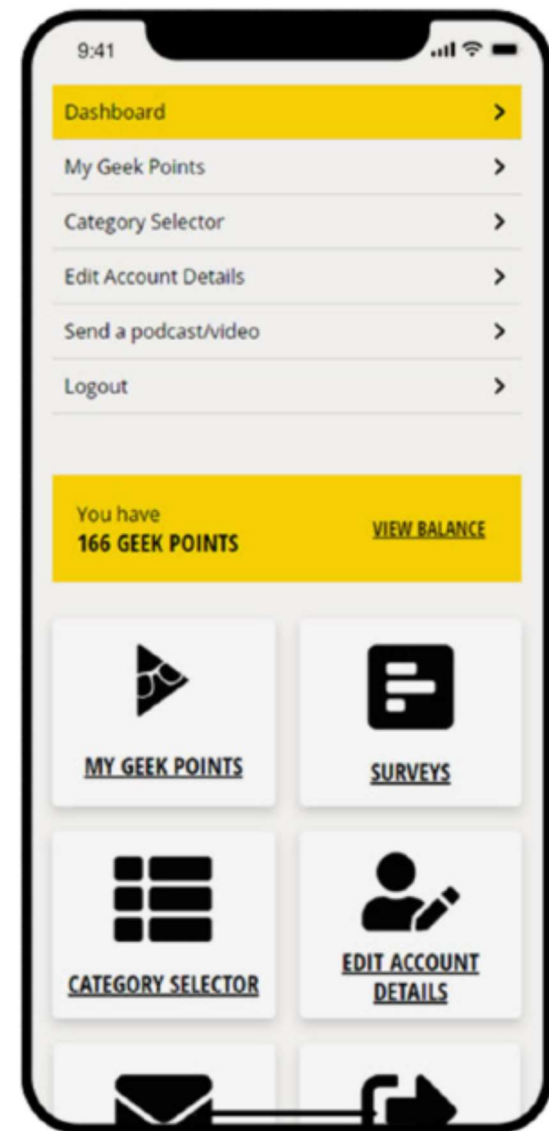 9:41
Dashboard
My Geek Points
Category Selector
Edit Account Details
Send a podcast/video
Logout
You have
166 GEEK POINTS
VIEW BALANCE
MY GEEK POINTS
SURVEYS
CATEGORY SELECTOR
EDIT ACCOUNT
DETAILS